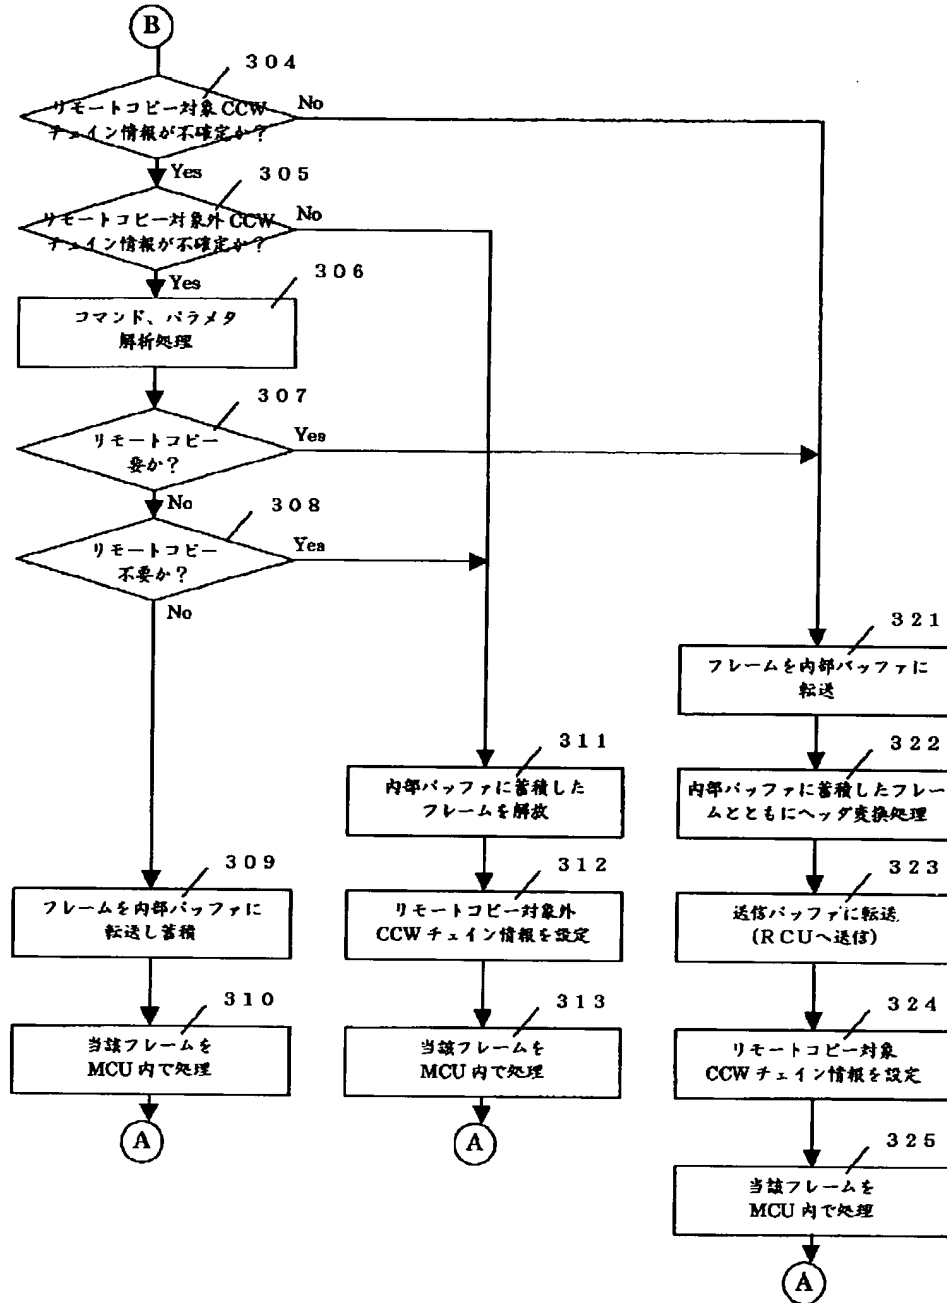 B
304
リモートコピー対象CCW
チェイン情報が不確定か？
No
Yes
305
リモートコピー対象外CCW
チェイン情報が不確定か？
No
Yes
306
コマンド、パラメタ
解析処理
307
リモートコピー
要か？
Yes
No
308
リモートコピー
不要か？
Yes
No
309
フレームを内部バッファに
転送し蓄積
310
当該フレームを
MCU内で処理
A
311
内部バッファに蓄積した
フレームを解放
312
リモートコピー対象外
CCWチェイン情報を設定
313
当該フレームを
MCU内で処理
A
321
フレームを内部バッファに
転送
322
内部バッファに蓄積したフレー
ムとともにヘッダ変換処理
323
送信バッファに転送
(RCUへ送信)
324
リモートコピー対象
CCWチェイン情報を設定
325
当該フレームを
MCU内で処理
A